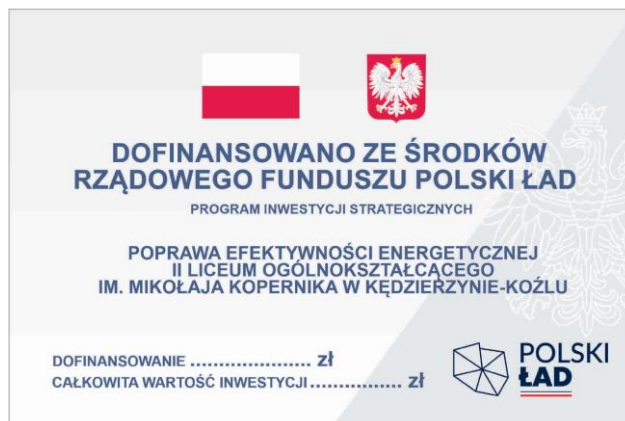 DOFINANSOWANO ZE ŚRODKÓW
RZĄDOWEGO FUNDUSZU POLSKI ŁAD
PROGRAM INWESTYCJI STRATEGICZNYCH
POPRAWA EFEKTYWNOŚCI ENERGETYCZNEJ
II LICEUM OGÓLNOKSZTAŁCĄCEGO
IM. MIKOŁAJA KOPERNIKA W KĘDZIERZYNIE-KOŹLU
DOFINANSOWANIE ...................... zł
CAŁKOWITA WARTOŚĆ INWESTYCJI ................. zł
POLSKI
ŁAD